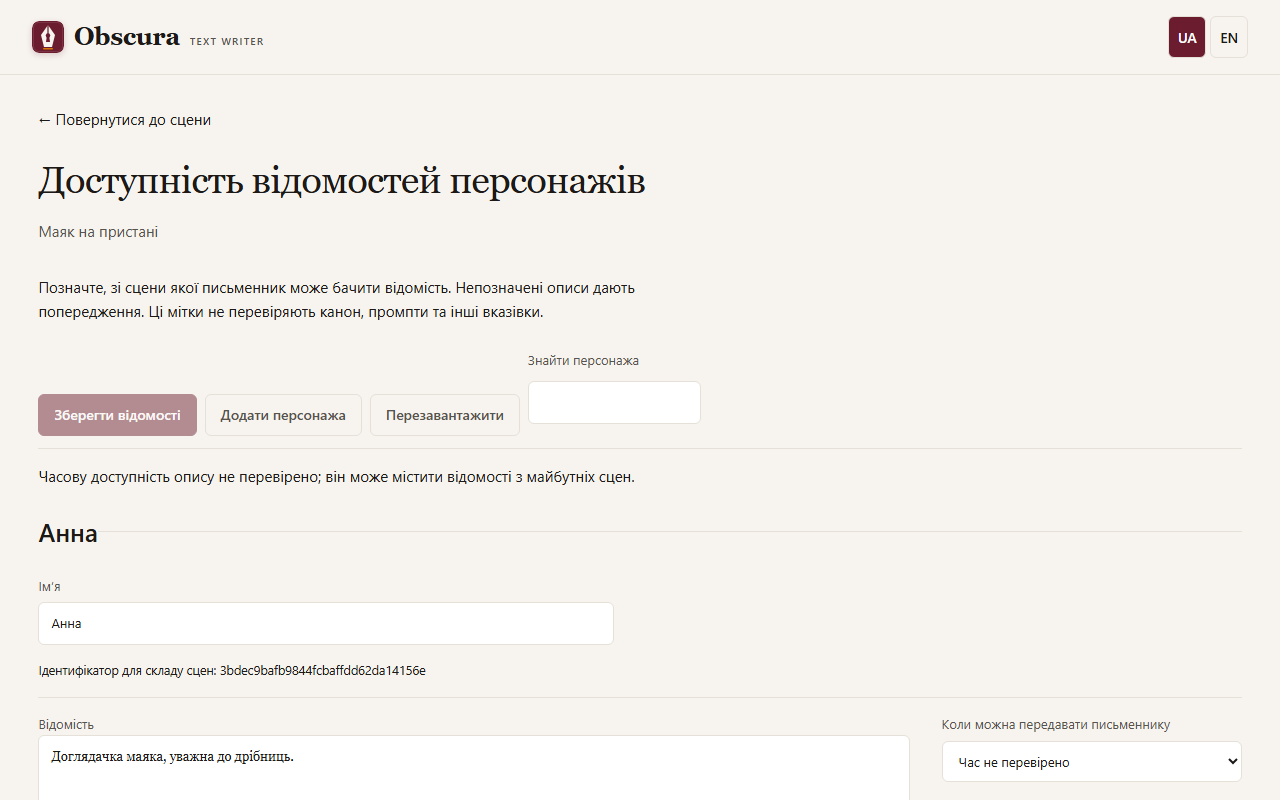 Obscura TEXT WRITER
UA EN
← Повернутися до сцени
Доступність відомостей персонажів
Маяк на пристані
Позначте, зі сцени якої письменник може бачити відомість. Непозначені описи дають
попередження. Ці мітки не перевіряють канон, промпти та інші вказівки.
Знайти персонажа
Зберегти відомості Додати персонажа Перезавантажити
Часову доступність опису не перевірено; він може містити відомості з майбутніх сцен.
Анна
Ім'я
Анна
Ідентифікатор для складу сцен: 3bdec9bafb9844fcbaffdd62da14156e
Відомість Коли можна передавати письменнику
Доглядачка маяка, уважна до дрібниць.
Час не перевірено